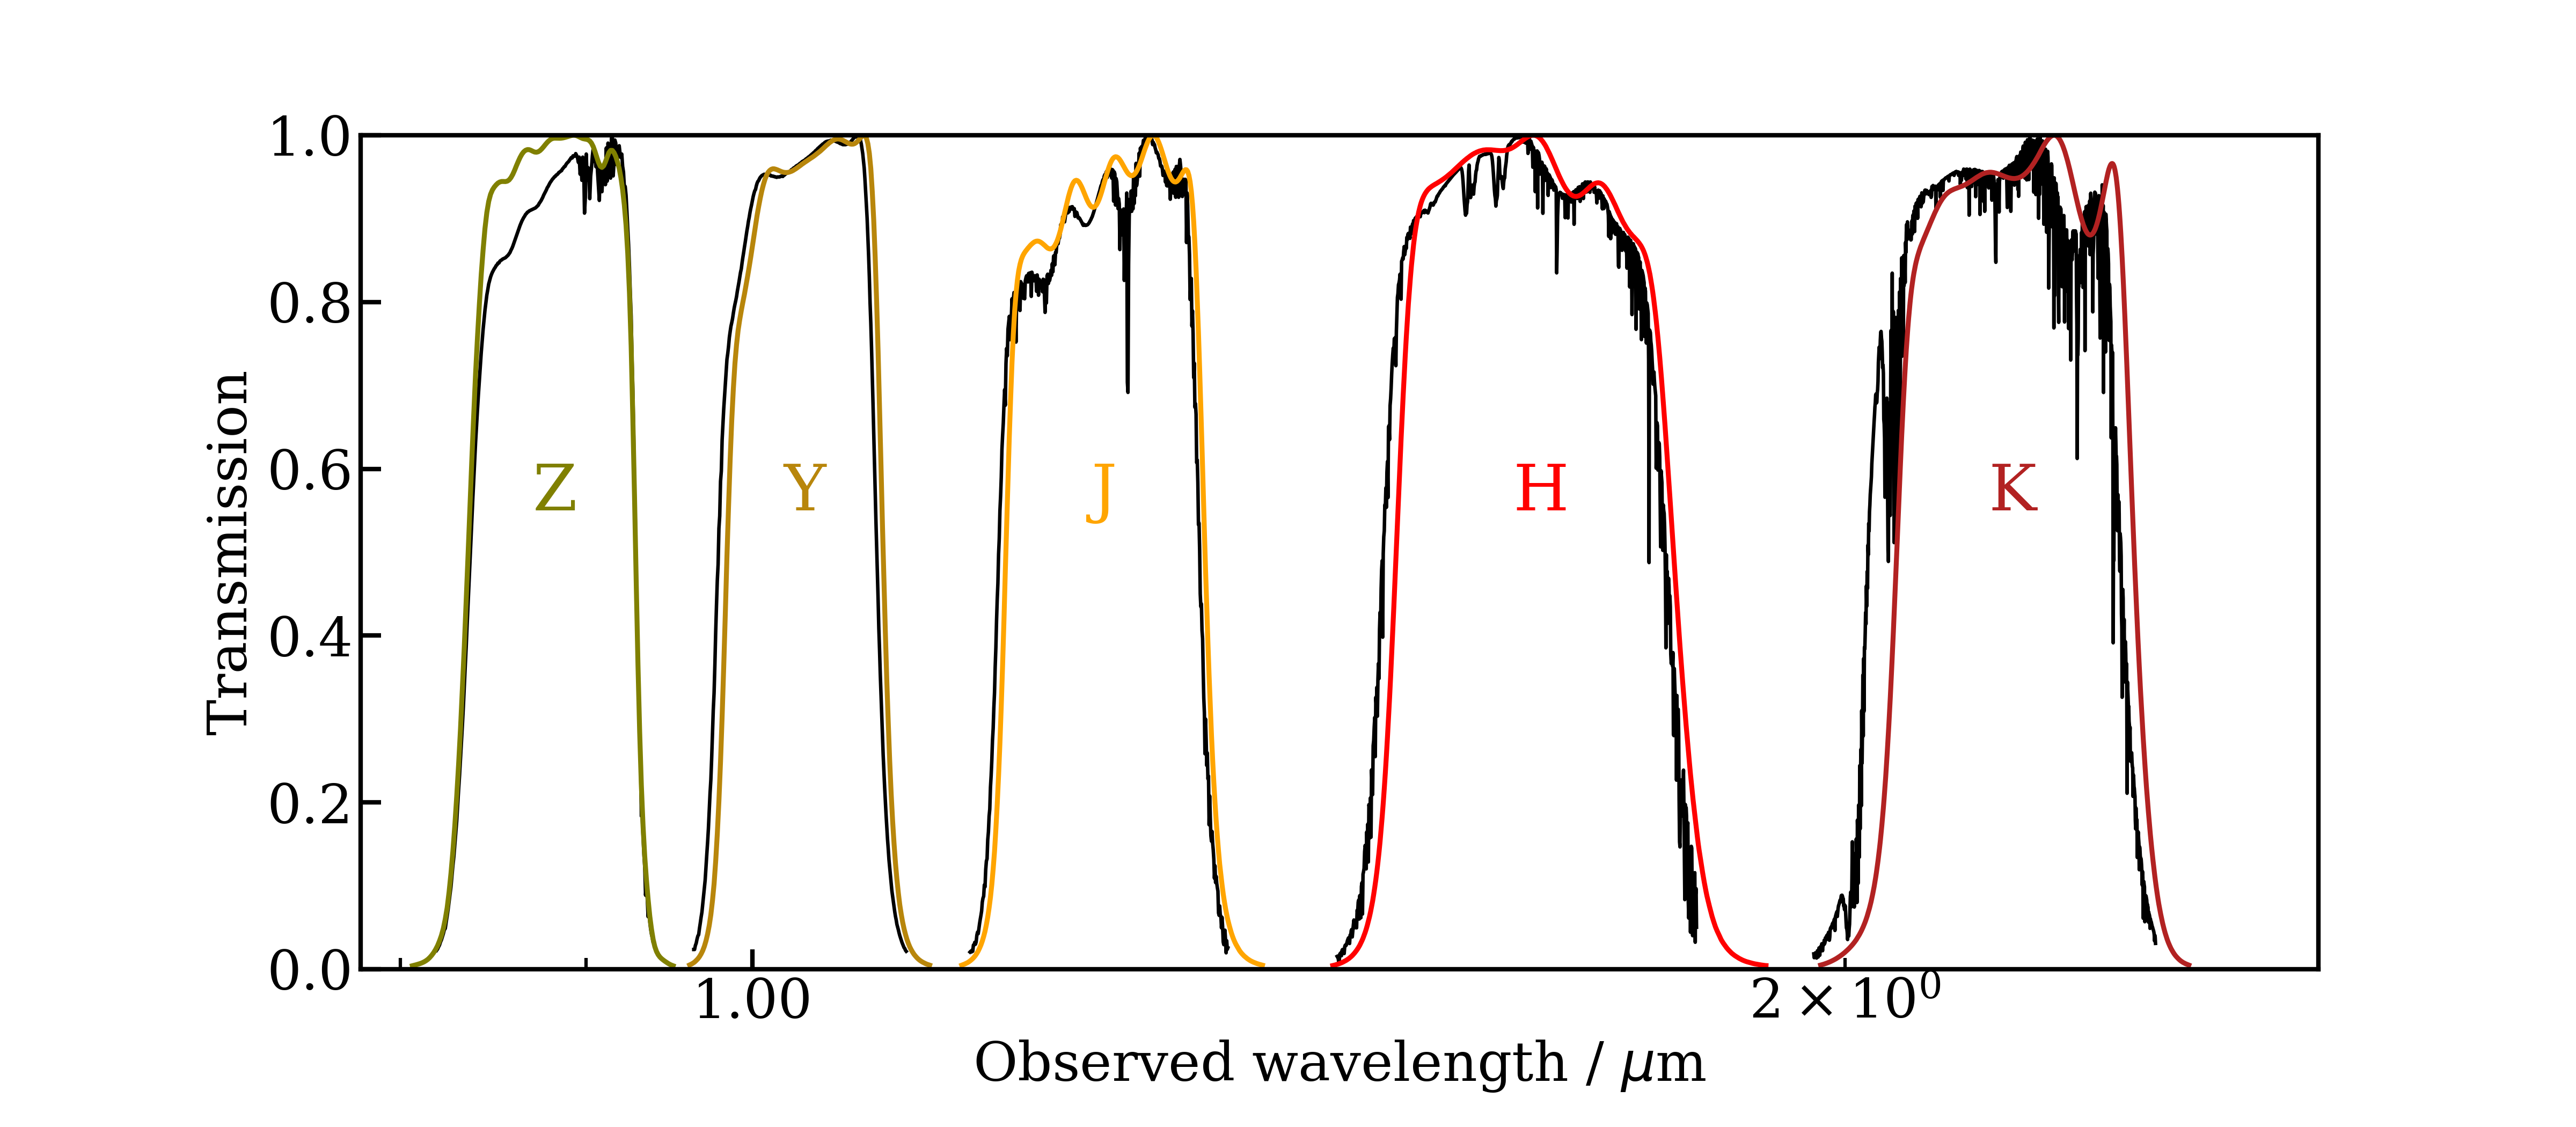 Transmission
1.0
0.8
0.6
0.4
0.2
0.0
Z Y J H K
1.00
2 × 10⁰
Observed wavelength / μm